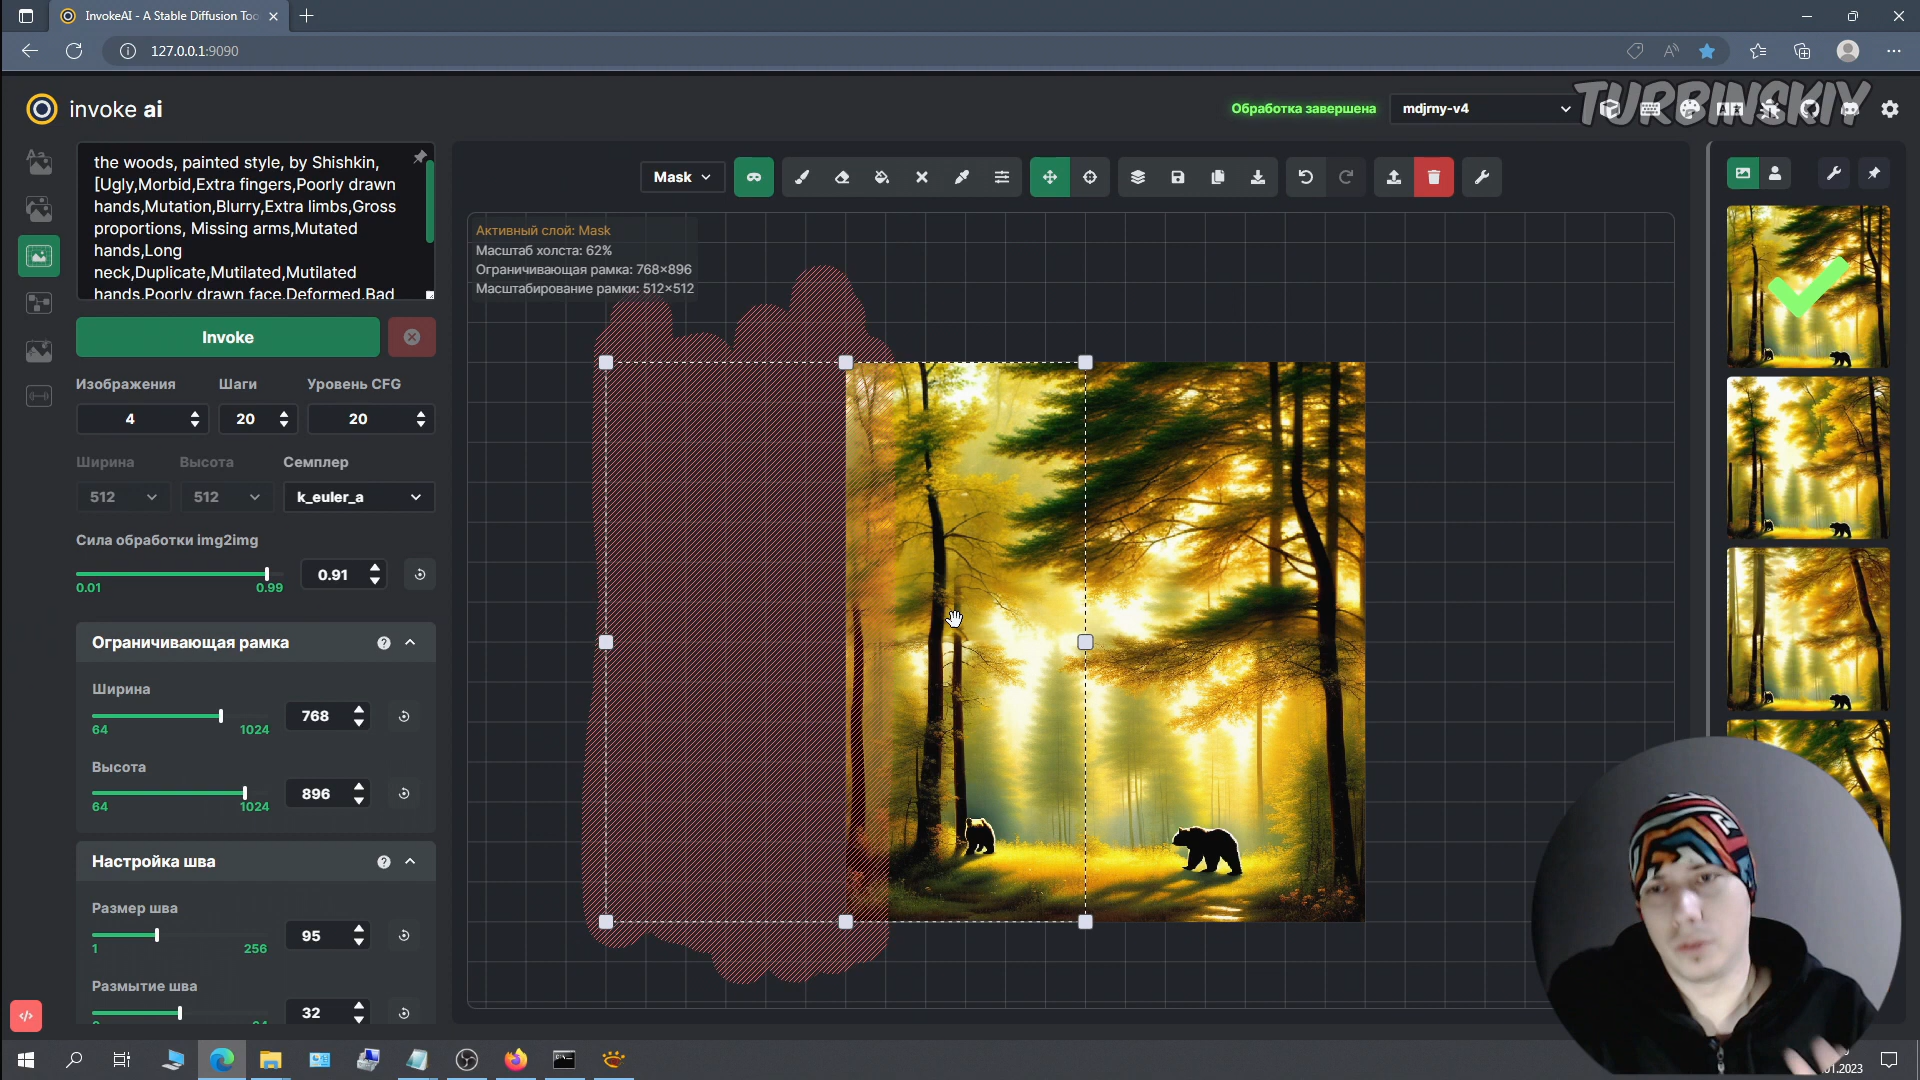 InvokeAI - A Stable Diffusion Too
127.0.0.1:9090
TURBINSKIY
invoke ai
Обработка завершена
mdjrny-v4
the woods, painted style, by Shishkin,
[Ugly,Morbid,Extra fingers,Poorly drawn
hands,Mutation,Blurry,Extra limbs,Gross
proportions, Missing arms,Mutated
hands,Long
neck,Duplicate,Mutilated,Mutilated
hands,Poorly drawn face,Deformed,Bad
Mask
Активный слой: Mask
Масштаб холста: 62%
Ограничивающая рамка: 768×896
Масштабирование рамки: 512×512
Invoke
Изображения
Шаги
Уровень CFG
4
20
20
Ширина
Высота
Семплер
512
512
k_euler_a
Сила обработки img2img
0.91
0.01
0.99
Ограничивающая рамка
Ширина
768
64
1024
Высота
896
64
1024
Настройка шва
Размер шва
95
1
256
Размытие шва
32
.01.2023